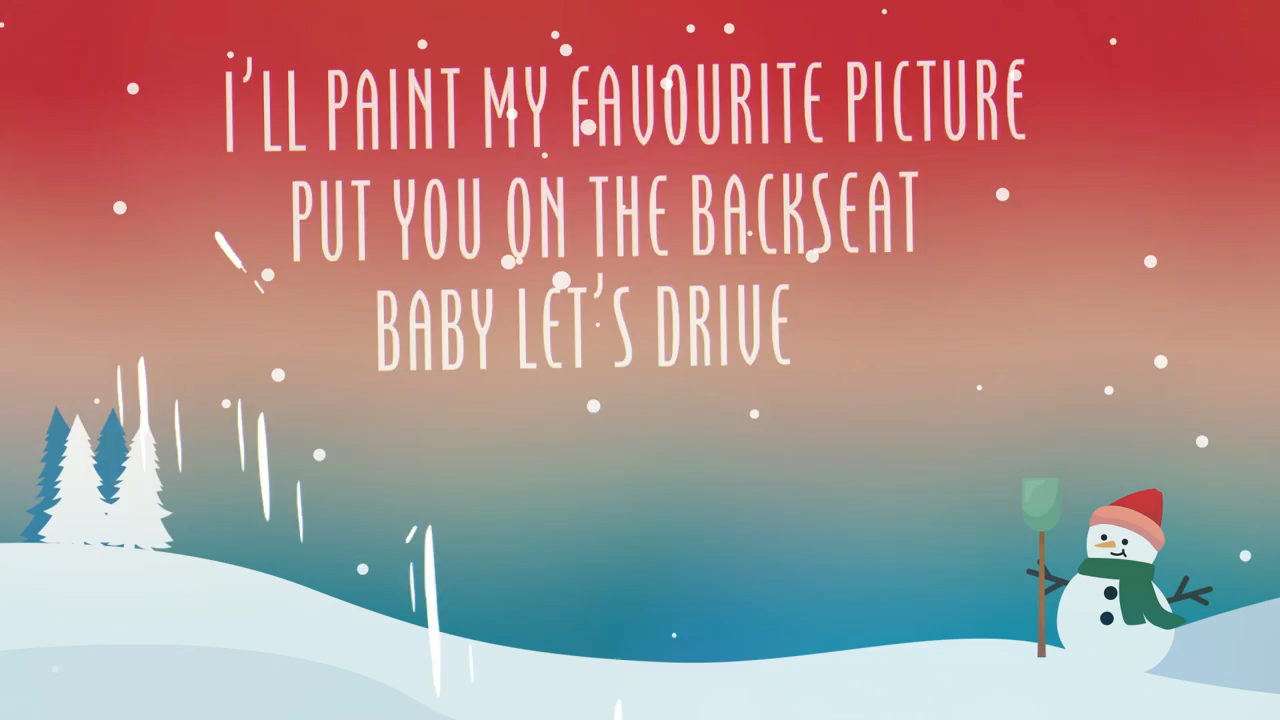 I'LL PAINT MY FAVOURITE PICTURE
PUT YOU ON THE BACKSEAT
BABY LET'S DRIVE